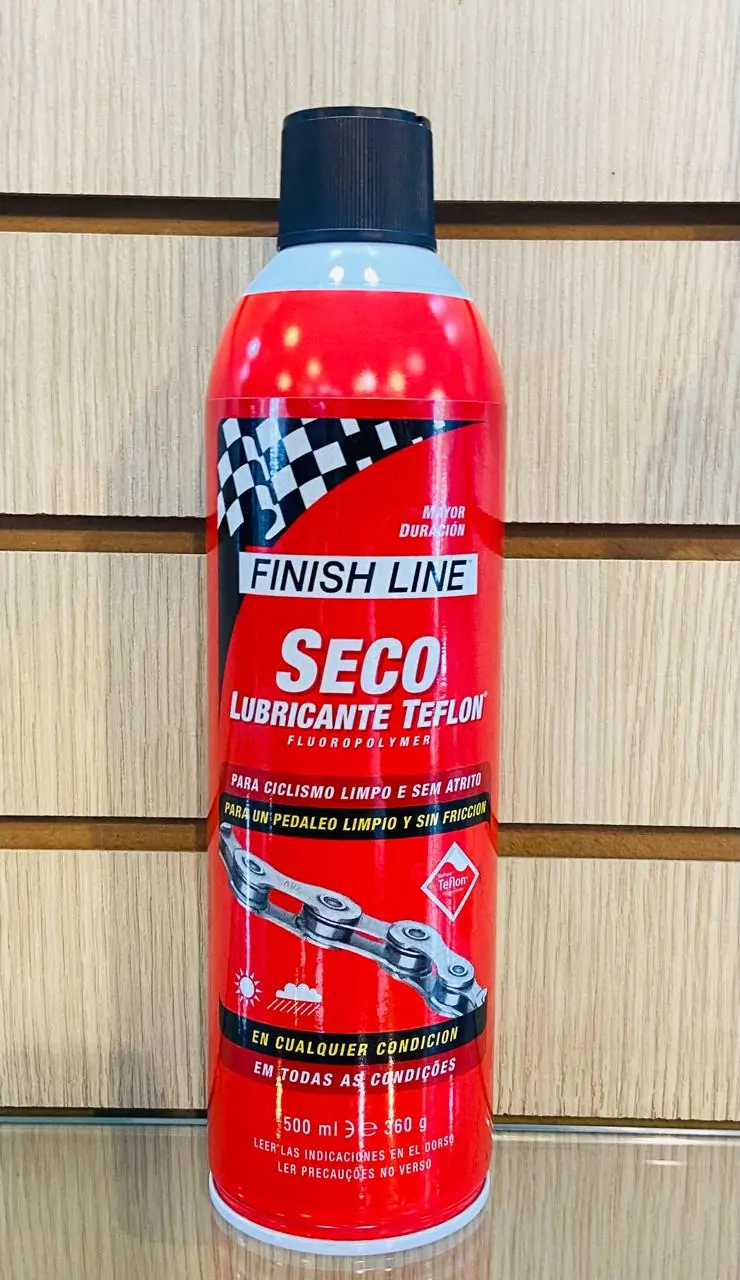 MAYOR
DURACIÓN
FINISH LINE™
SECO
LUBRICANTE TEFLON®
FLUOROPOLYMER
PARA CICLISMO LIMPO E SEM ATRITO
PARA UN PEDALEO LIMPIO Y SIN FRICCION
Teflon
EN CUALQUIER CONDICION
EM TODAS AS CONDIÇÕES
500 ml ℮ 360 g
LEER LAS INDICACIONES EN EL DORSO
LER PRECAUÇÕES NO VERSO